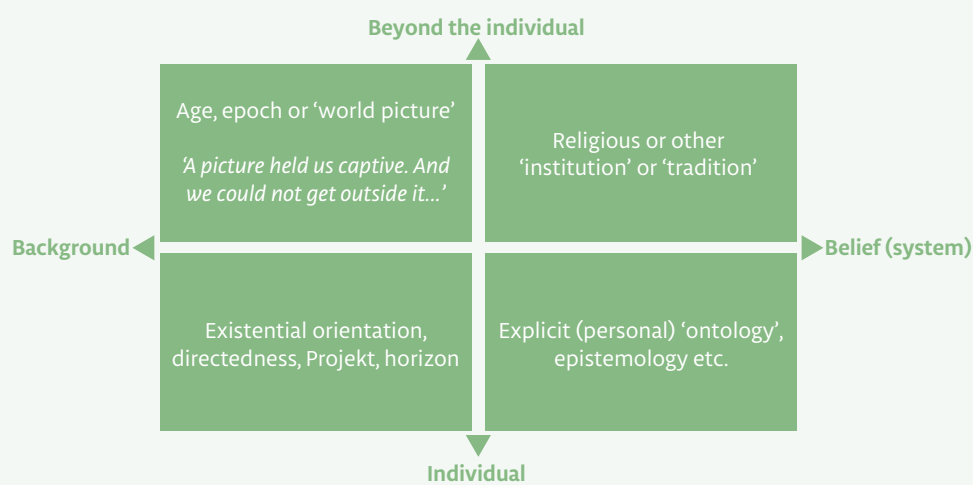 Beyond the individual
Age, epoch or ‘world picture’
‘A picture held us captive. And
we could not get outside it...’
Religious or other
‘institution’ or ‘tradition’
Background
Belief (system)
Existential orientation,
directedness, Projekt, horizon
Explicit (personal) ‘ontology’,
epistemology etc.
Individual